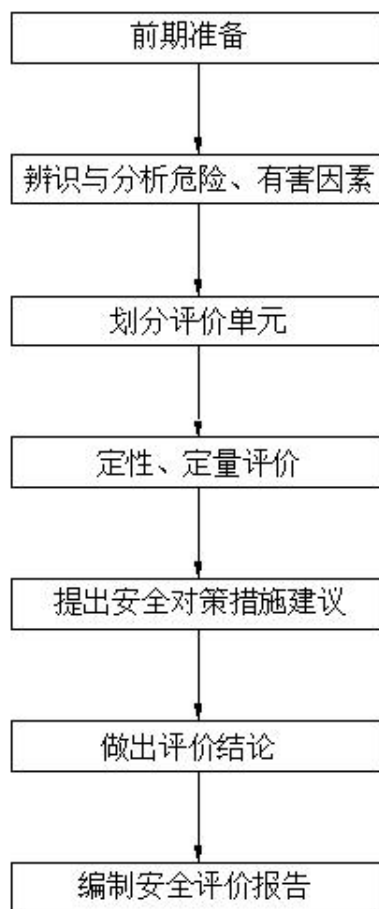 前期准备
辨识与分析危险、有害因素
划分评价单元
定性、定量评价
提出安全对策措施建议
做出评价结论
编制安全评价报告